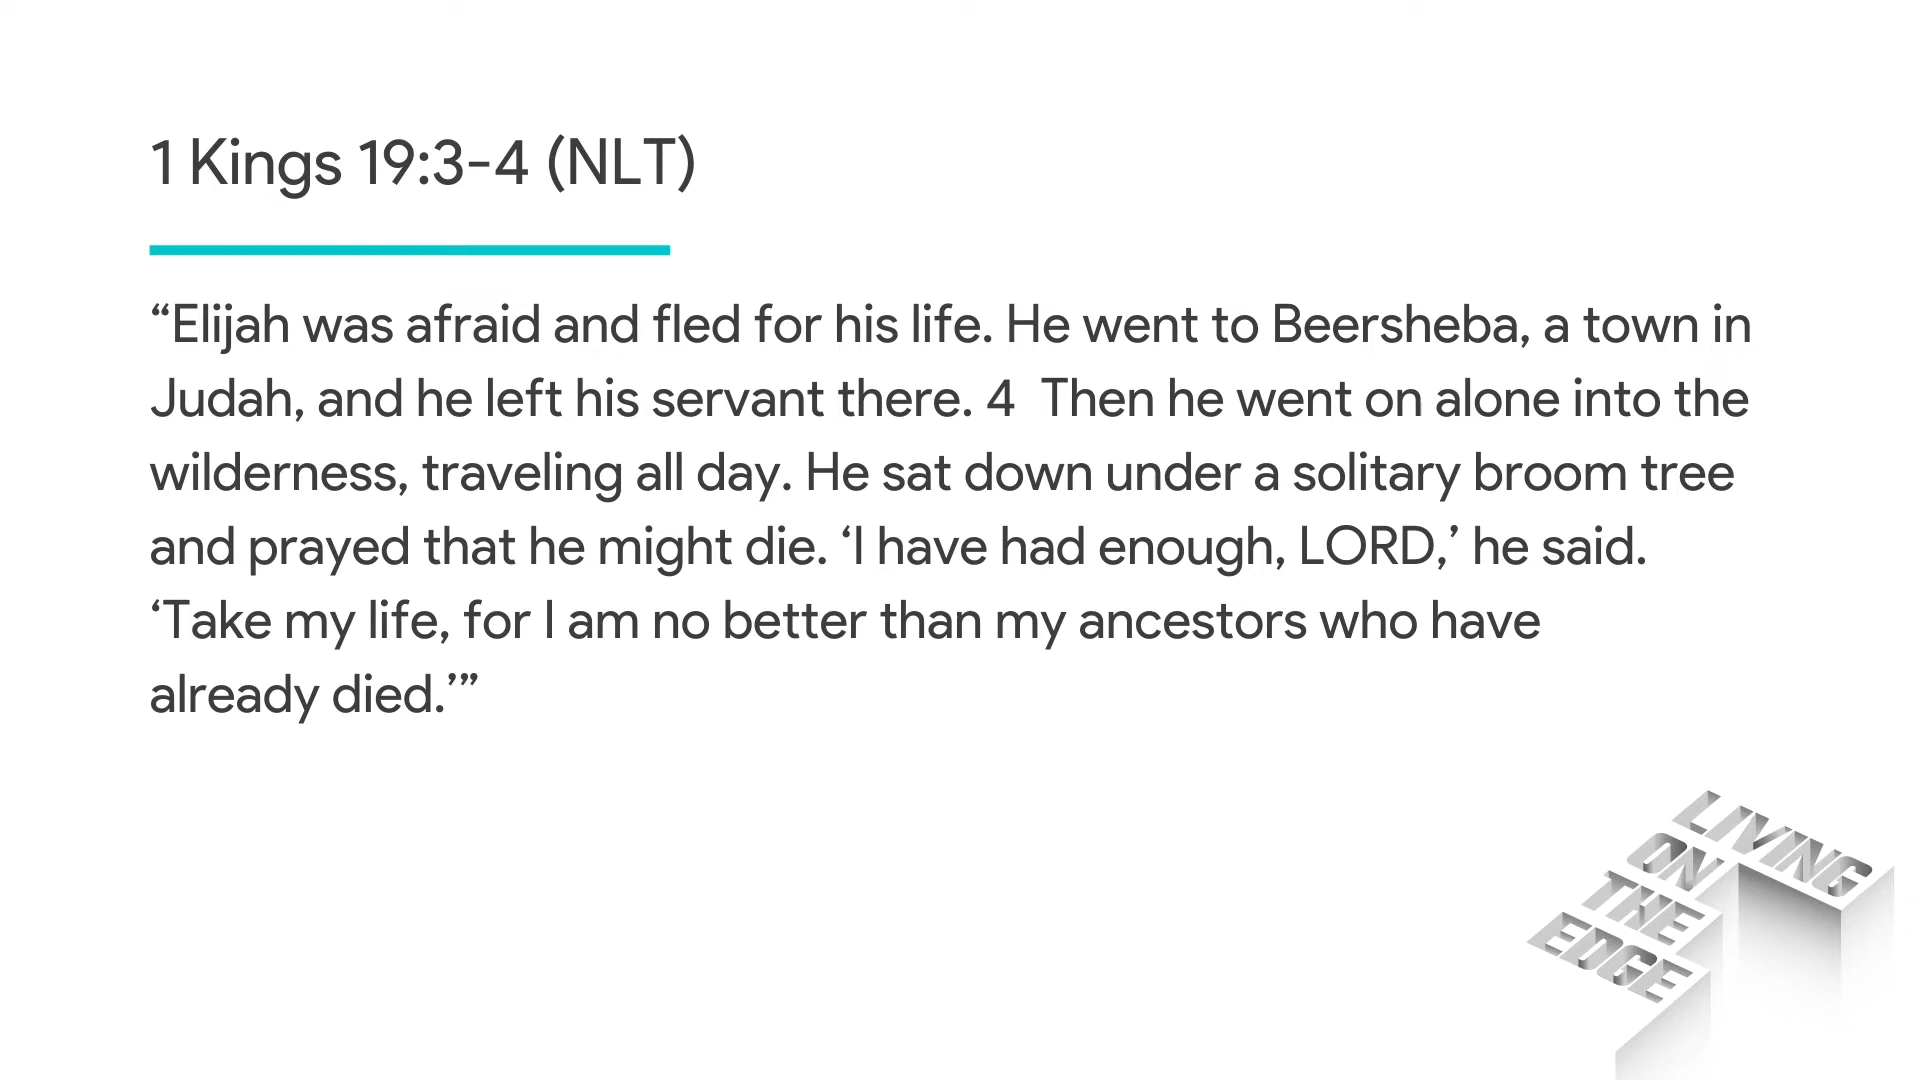 1 Kings 19:3-4 (NLT)
“Elijah was afraid and fled for his life. He went to Beersheba, a town in
Judah, and he left his servant there. 4  Then he went on alone into the
wilderness, traveling all day. He sat down under a solitary broom tree
and prayed that he might die. ‘I have had enough, LORD,’ he said.
‘Take my life, for I am no better than my ancestors who have
already died.’”
LIVING
ON
THE
EDGE